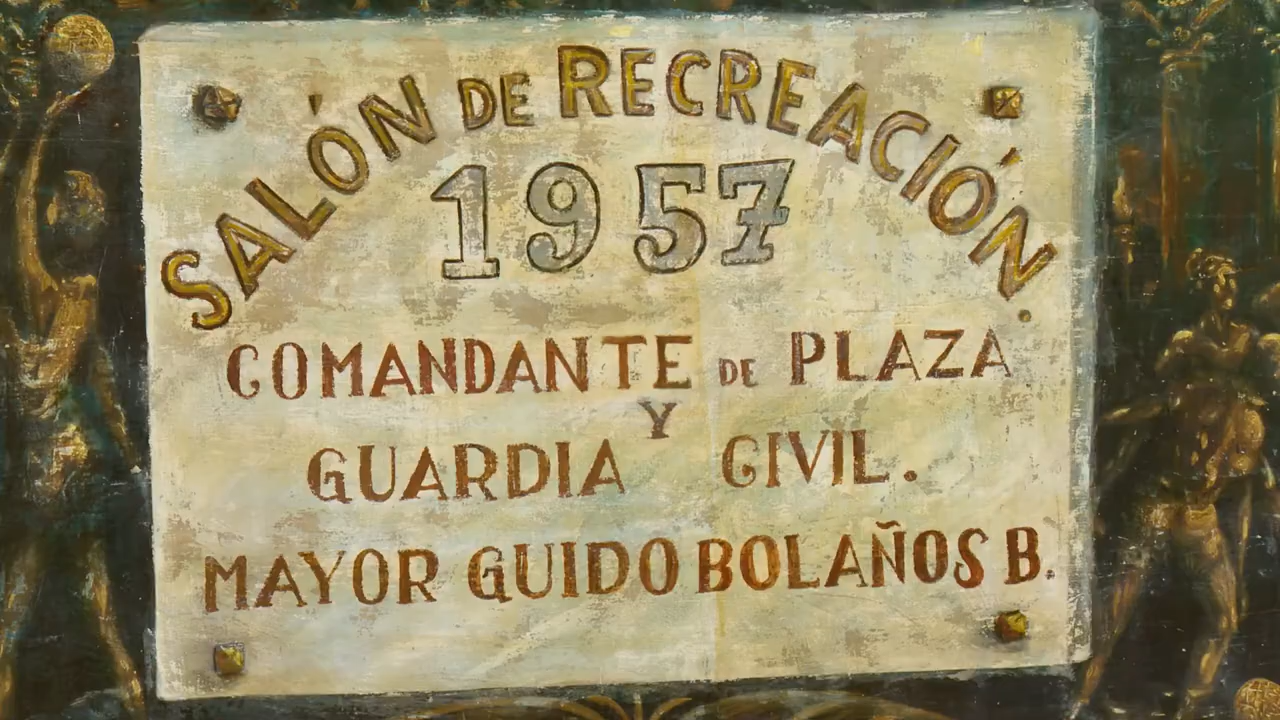 SALÓN DE RECREACIÓN.
1957
COMANDANTE DE PLAZA
Y
GUARDIA CIVIL.
MAYOR GUIDO BOLAÑOS B.